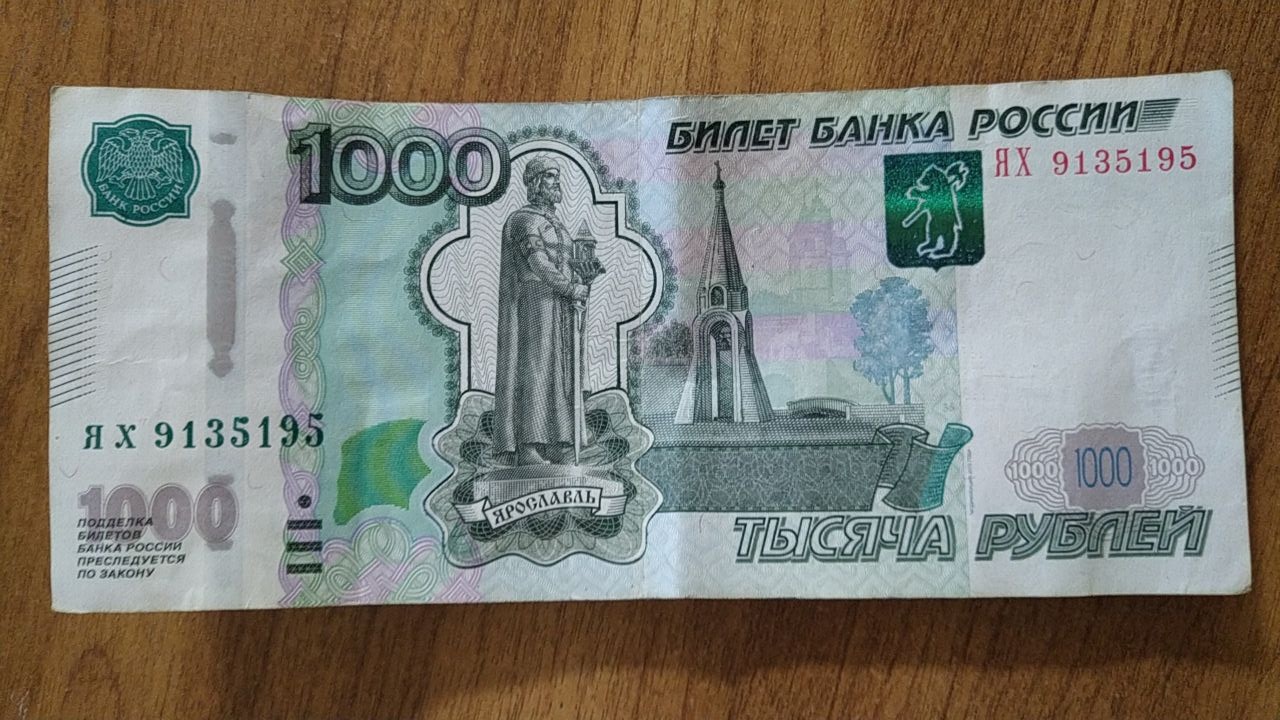 БИЛЕТ БАНКА РОССИИ
1000
ЯХ 9135195
БАНК РОССИИ
ЯХ 9135195
ЯРОСЛАВЛЬ
1000 1000 1000
1000
ПОДДЕЛКА
БИЛЕТОВ
БАНКА РОССИИ
ПРЕСЛЕДУЕТСЯ
ПО ЗАКОНУ
ТЫСЯЧА РУБЛЕЙ